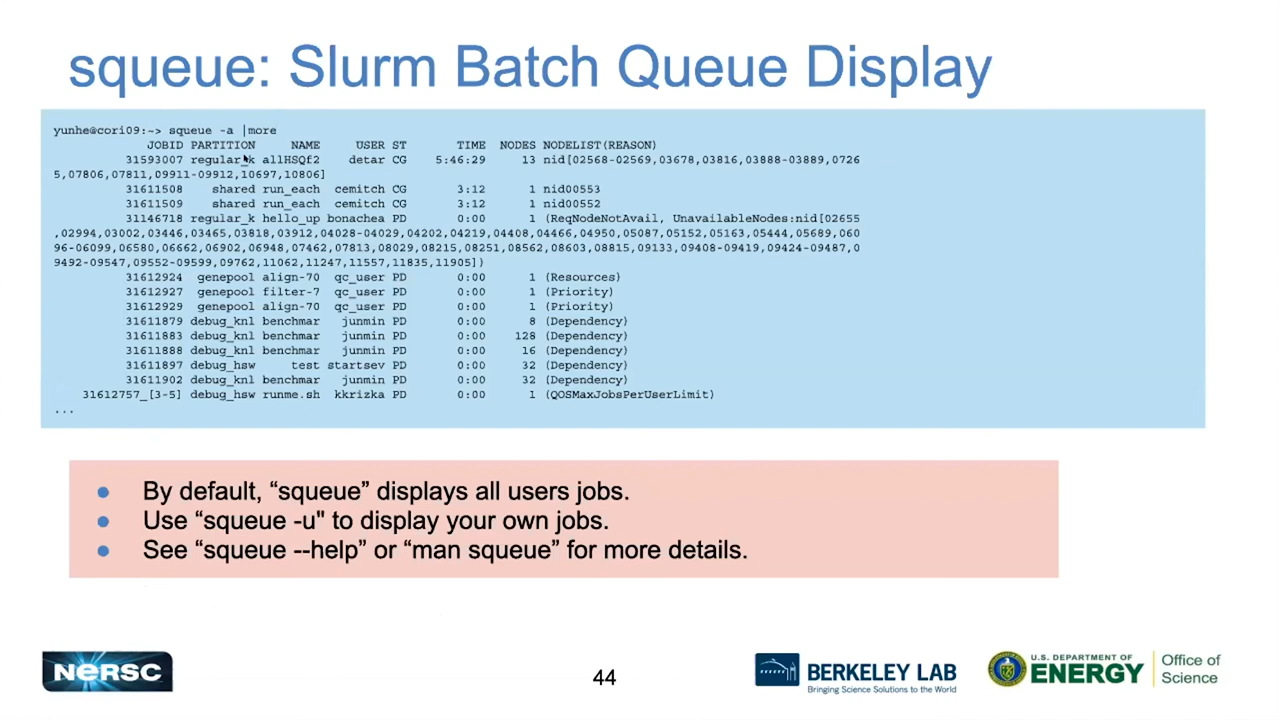 squeue: Slurm Batch Queue Display
yunhe@cori09:~> squeue -a |more
JOBID PARTITION NAME USER ST TIME NODES NODELIST(REASON)
31593007 regular_k allHSQf2 detar CG 5:46:29 13 nid[02568-02569,03678,03816,03888-03889,0726
5,07806,07811,09911-09912,10697,10806]
31611508 shared run_each cemitch CG 3:12 1 nid00553
31611509 shared run_each cemitch CG 3:12 1 nid00552
31146718 regular_k hello_up bonachea PD 0:00 1 (ReqNodeNotAvail, UnavailableNodes:nid[02655
,02994,03002,03446,03465,03818,03912,04028-04029,04202,04219,04408,04466,04950,05087,05152,05163,05444,05689,060
96-06099,06580,06662,06902,06948,07462,07813,08029,08215,08251,08562,08603,08815,09133,09408-09419,09424-09487,0
9492-09547,09552-09599,09762,11062,11247,11557,11835,11905])
31612924 genepool align-70 qc_user PD 0:00 1 (Resources)
31612927 genepool filter-7 qc_user PD 0:00 1 (Priority)
31612929 genepool align-70 qc_user PD 0:00 1 (Priority)
31611879 debug_knl benchmar junmin PD 0:00 8 (Dependency)
31611883 debug_knl benchmar junmin PD 0:00 128 (Dependency)
31611888 debug_knl benchmar junmin PD 0:00 16 (Dependency)
31611897 debug_hsw test startsev PD 0:00 32 (Dependency)
31611902 debug_knl benchmar junmin PD 0:00 32 (Dependency)
31612757_[3-5] debug_hsw runme.sh kkrizka PD 0:00 1 (QOSMaxJobsPerUserLimit)
...
● By default, “squeue” displays all users jobs.
● Use “squeue -u" to display your own jobs.
● See “squeue --help” or “man squeue” for more details.
NERSC
44
BERKELEY LAB
Bringing Science Solutions to the World
U.S. DEPARTMENT OF
ENERGY
Office of
Science